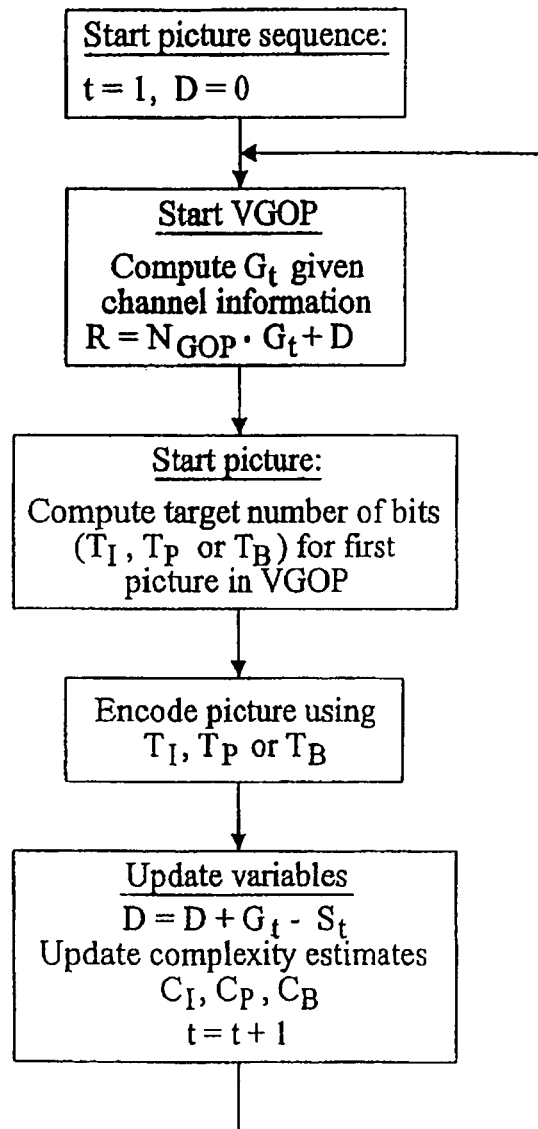 Start picture sequence:
t = 1, D = 0
Start VGOP
Compute G_t given
channel information
R = N_GOP · G_t + D
Start picture:
Compute target number of bits
(T_I, T_P or T_B) for first
picture in VGOP
Encode picture using
T_I, T_P or T_B
Update variables
D = D + G_t - S_t
Update complexity estimates
C_I, C_P, C_B
t = t + 1